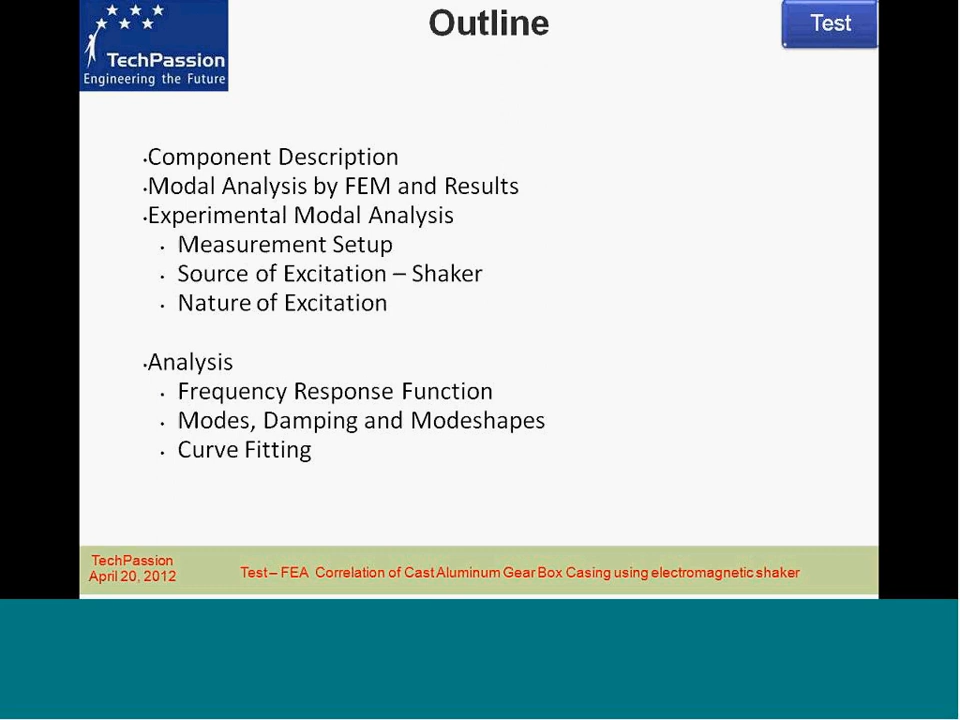 Outline
Test
TechPassion
Engineering the Future
•Component Description
•Modal Analysis by FEM and Results
•Experimental Modal Analysis
• Measurement Setup
• Source of Excitation – Shaker
• Nature of Excitation
•Analysis
• Frequency Response Function
• Modes, Damping and Modeshapes
• Curve Fitting
TechPassion
April 20, 2012
Test – FEA Correlation of Cast Aluminum Gear Box Casing using electromagnetic shaker